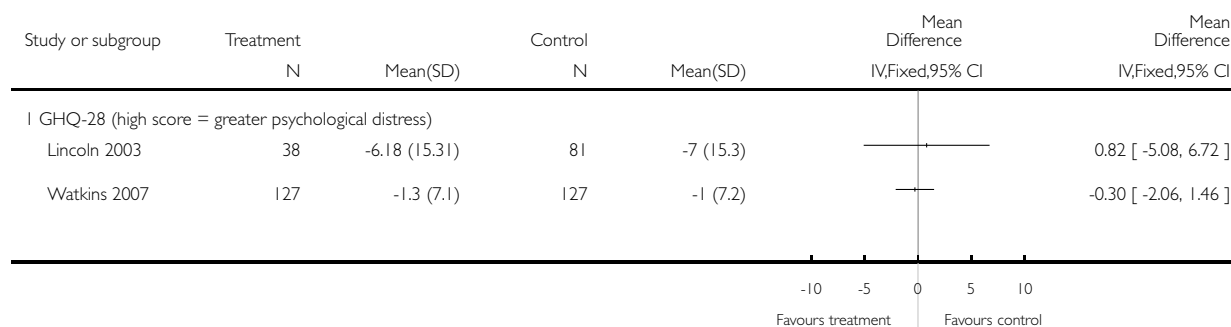 Study or subgroup Treatment Control Mean Difference Mean Difference
N Mean(SD) N Mean(SD) IV,Fixed,95% CI IV,Fixed,95% CI
1 GHQ-28 (high score = greater psychological distress)
Lincoln 2003 38 -6.18 (15.31) 81 -7 (15.3) 0.82 [ -5.08, 6.72 ]
Watkins 2007 127 -1.3 (7.1) 127 -1 (7.2) -0.30 [ -2.06, 1.46 ]
-10 -5 0 5 10
Favours treatment Favours control